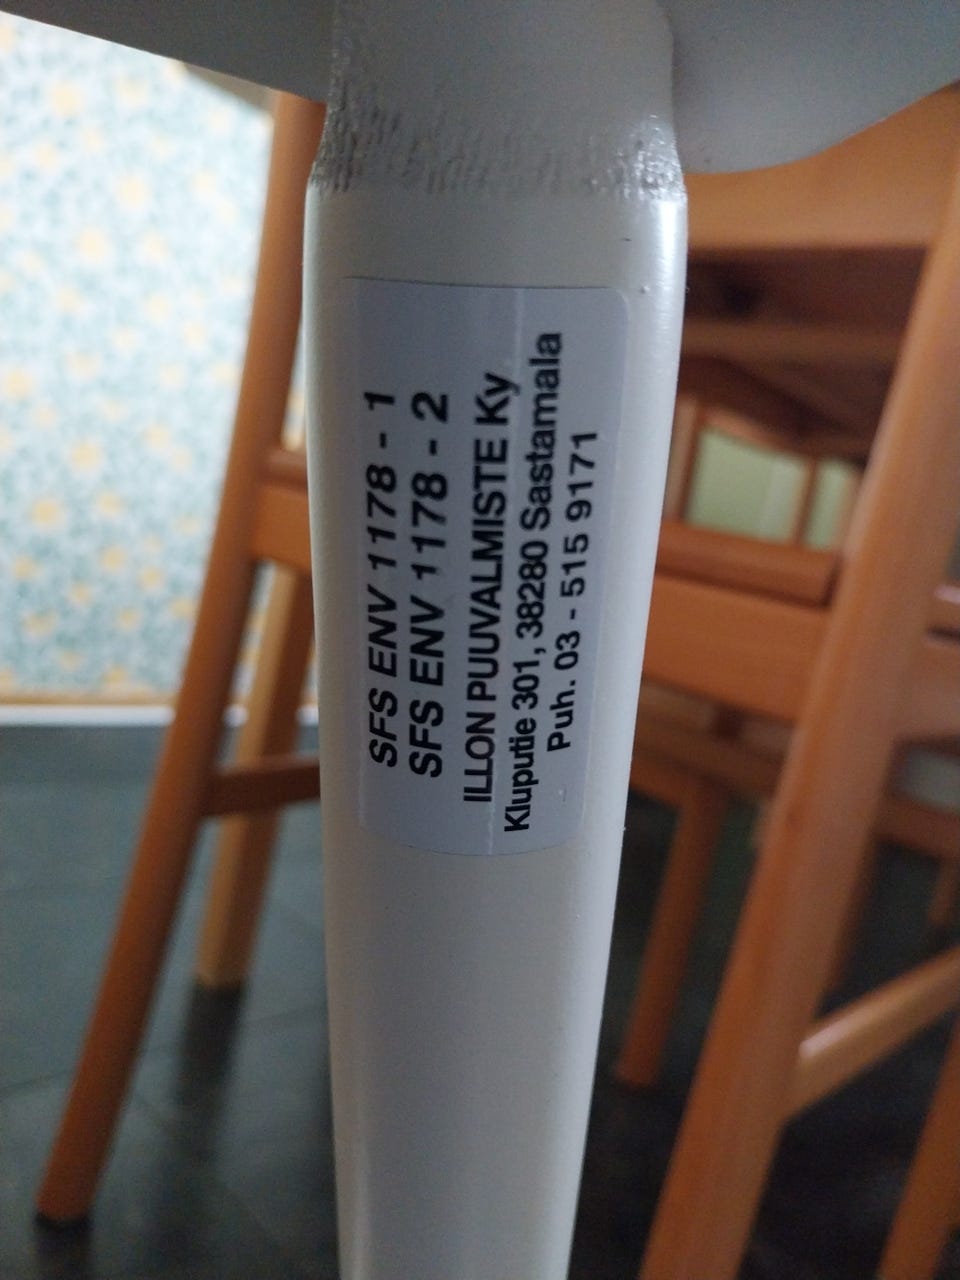 SFS ENV 1178 - 1
SFS ENV 1178 - 2
ILLON PUUVALMISTE Ky
Kluputie 301, 38280 Sastamala
Puh. 03 - 515 9171